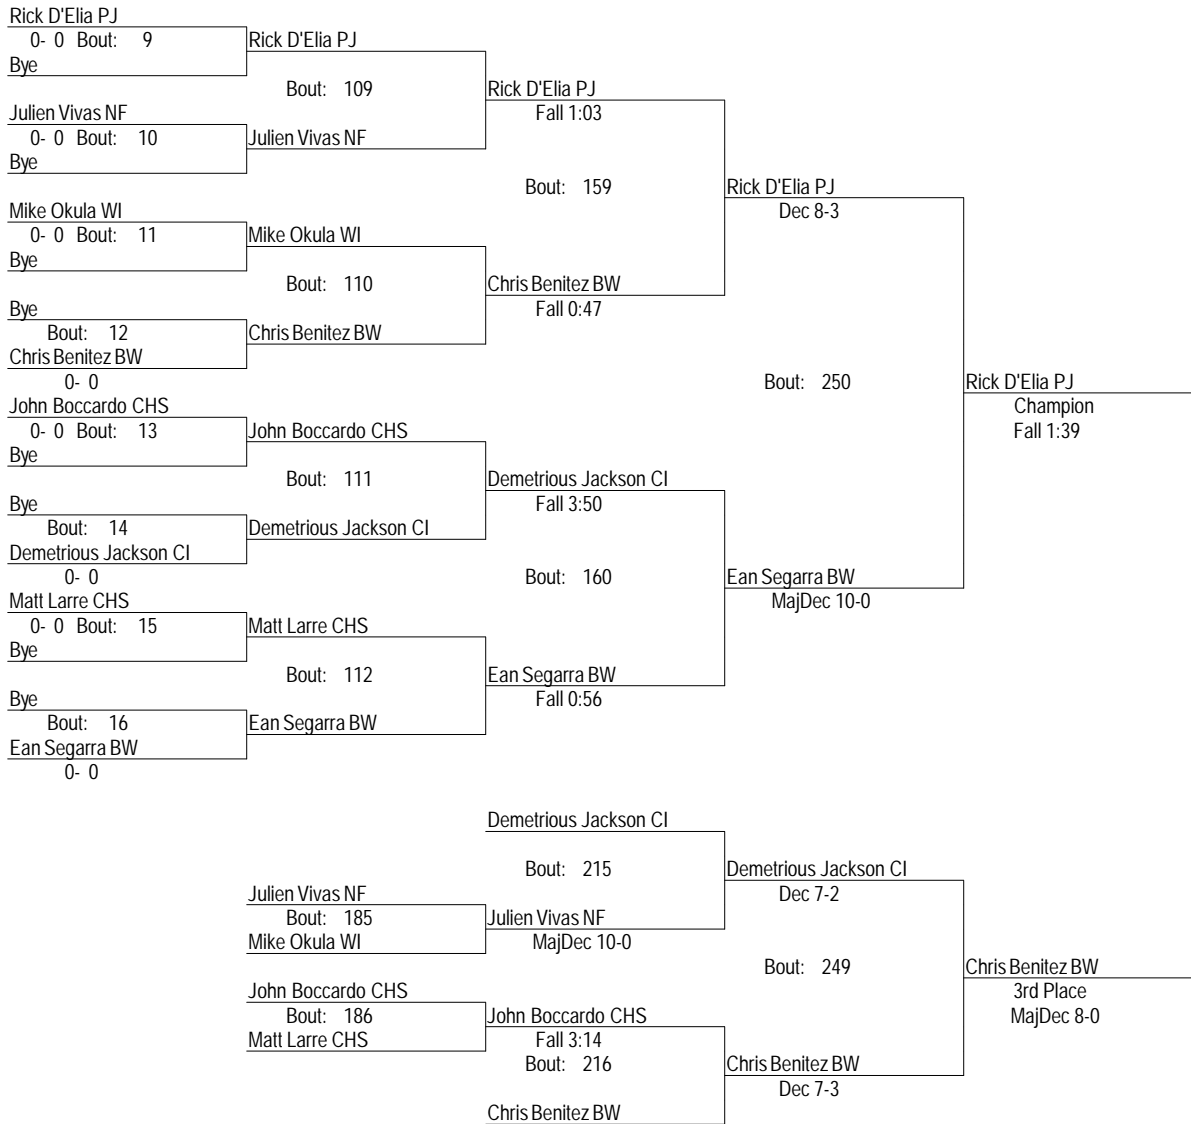 Rick D'Elia PJ
0- 0 Bout: 9
Rick D'Elia PJ
Bye
Bout: 109
Rick D'Elia PJ
Julien Vivas NF
Fall 1:03
0- 0 Bout: 10
Julien Vivas NF
Bye
Bout: 159
Rick D'Elia PJ
Mike Okula WI
Dec 8-3
0- 0 Bout: 11
Mike Okula WI
Bye
Bout: 110
Chris Benitez BW
Bye
Fall 0:47
Bout: 12
Chris Benitez BW
Chris Benitez BW
0- 0
Bout: 250
Rick D'Elia PJ
John Boccardo CHS
Champion
0- 0 Bout: 13
John Boccardo CHS
Fall 1:39
Bye
Bout: 111
Demetrious Jackson CI
Bye
Fall 3:50
Bout: 14
Demetrious Jackson CI
Demetrious Jackson CI
0- 0
Bout: 160
Ean Segarra BW
Matt Larre CHS
MajDec 10-0
0- 0 Bout: 15
Matt Larre CHS
Bye
Bout: 112
Ean Segarra BW
Bye
Fall 0:56
Bout: 16
Ean Segarra BW
Ean Segarra BW
0- 0
Demetrious Jackson CI
Bout: 215
Demetrious Jackson CI
Julien Vivas NF
Dec 7-2
Bout: 185
Julien Vivas NF
Mike Okula WI
MajDec 10-0
Bout: 249
Chris Benitez BW
John Boccardo CHS
3rd Place
Bout: 186
John Boccardo CHS
MajDec 8-0
Matt Larre CHS
Fall 3:14
Bout: 216
Chris Benitez BW
Dec 7-3
Chris Benitez BW